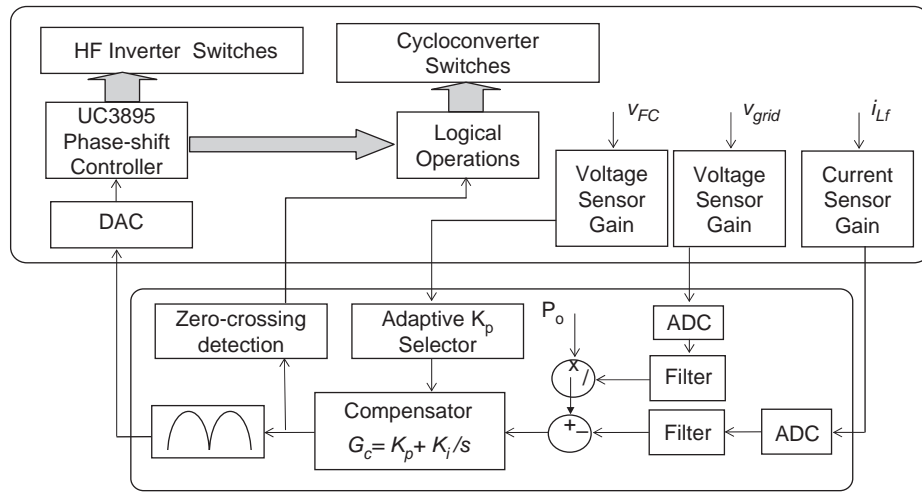 HF Inverter Switches
Cycloconverter
Switches
UC3895
Phase-shift
Controller
Logical
Operations
v_FC
v_grid
i_Lf
Voltage
Sensor
Gain
Voltage
Sensor
Gain
Current
Sensor
Gain
DAC
Zero-crossing
detection
Adaptive K_p
Selector
P_o
ADC
x /
Filter
Compensator
G_c= K_p+ K_i/s
+ −
Filter
ADC